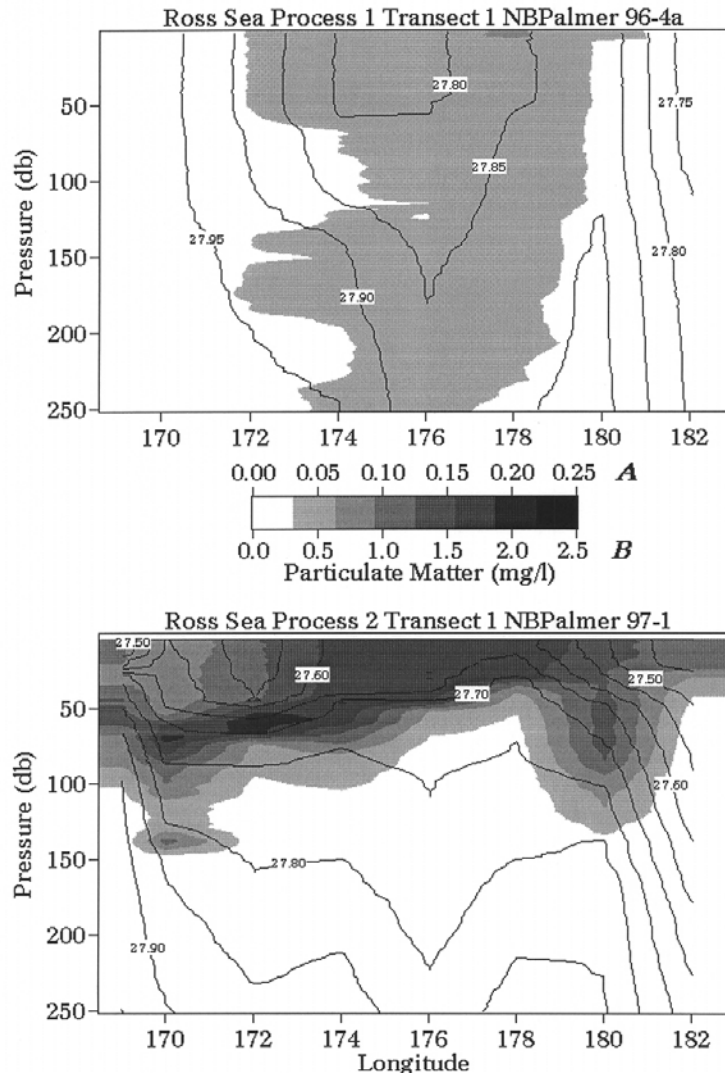 Ross Sea Process 1 Transect 1 NBPalmer 96-4a
Pressure (db)
50
100
150
200
250
27.80
27.75
27.85
27.95
27.80
27.90
170 172 174 176 178 180 182
0.00 0.05 0.10 0.15 0.20 0.25 A
0.0 0.5 1.0 1.5 2.0 2.5 B
Particulate Matter (mg/l)
Ross Sea Process 2 Transect 1 NBPalmer 97-1
Pressure (db)
50
100
150
200
250
27.50
27.60
27.50
27.70
27.60
27.80
27.90
170 172 174 176 178 180 182
Longitude